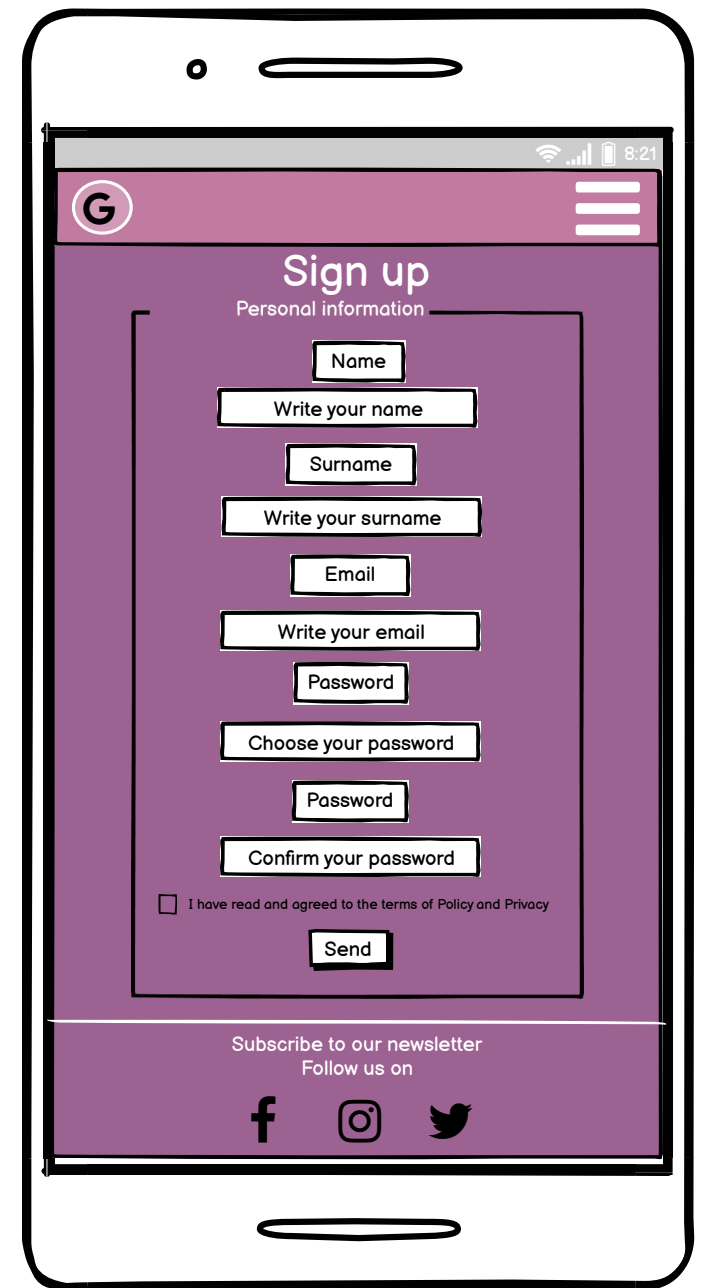 8:21
G
Sign up
Personal information
Name
Write your name
Surname
Write your surname
Email
Write your email
Password
Choose your password
Password
Confirm your password
I have read and agreed to the terms of Policy and Privacy
Send
Subscribe to our newsletter
Follow us on